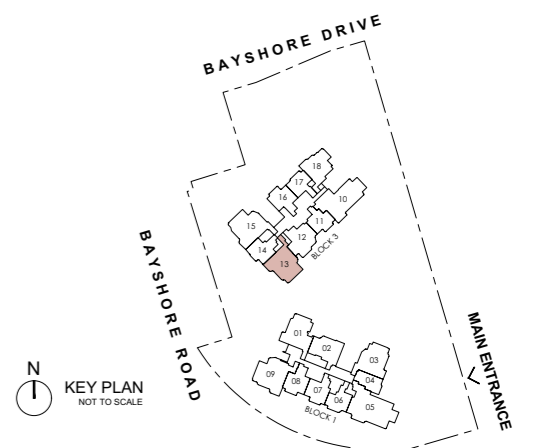 BAYSHORE DRIVE
18
17
10
16
11
15
12
14
BLOCK 3
13
BAYSHORE ROAD
01
02
03
MAIN ENTRANCE
09
08
04
07
06
05
BLOCK 1
N
KEY PLAN
NOT TO SCALE